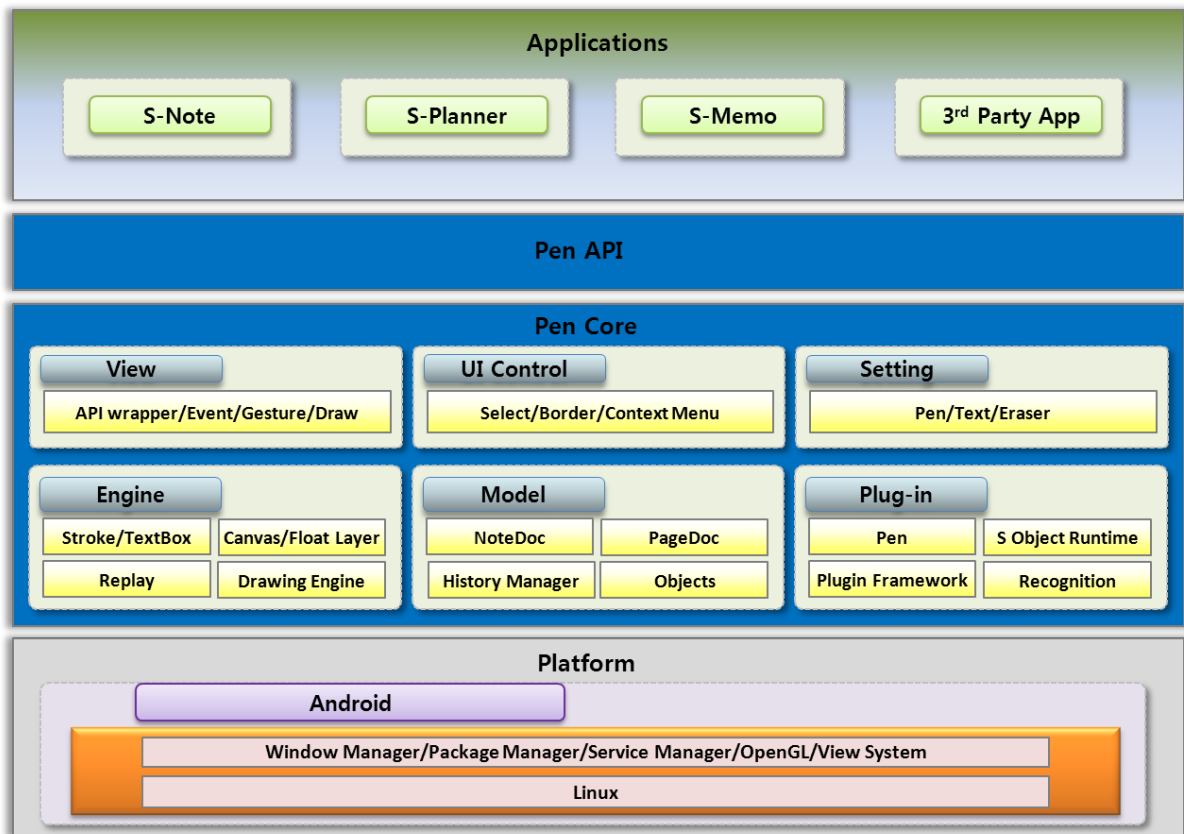 Applications
S-Note
S-Planner
S-Memo
3rd Party App
Pen API
Pen Core
View
API wrapper/Event/Gesture/Draw
UI Control
Select/Border/Context Menu
Setting
Pen/Text/Eraser
Engine
Stroke/TextBox
Canvas/Float Layer
Replay
Drawing Engine
Model
NoteDoc
PageDoc
History Manager
Objects
Plug-in
Pen
S Object Runtime
Plugin Framework
Recognition
Platform
Android
Window Manager/Package Manager/Service Manager/OpenGL/View System
Linux